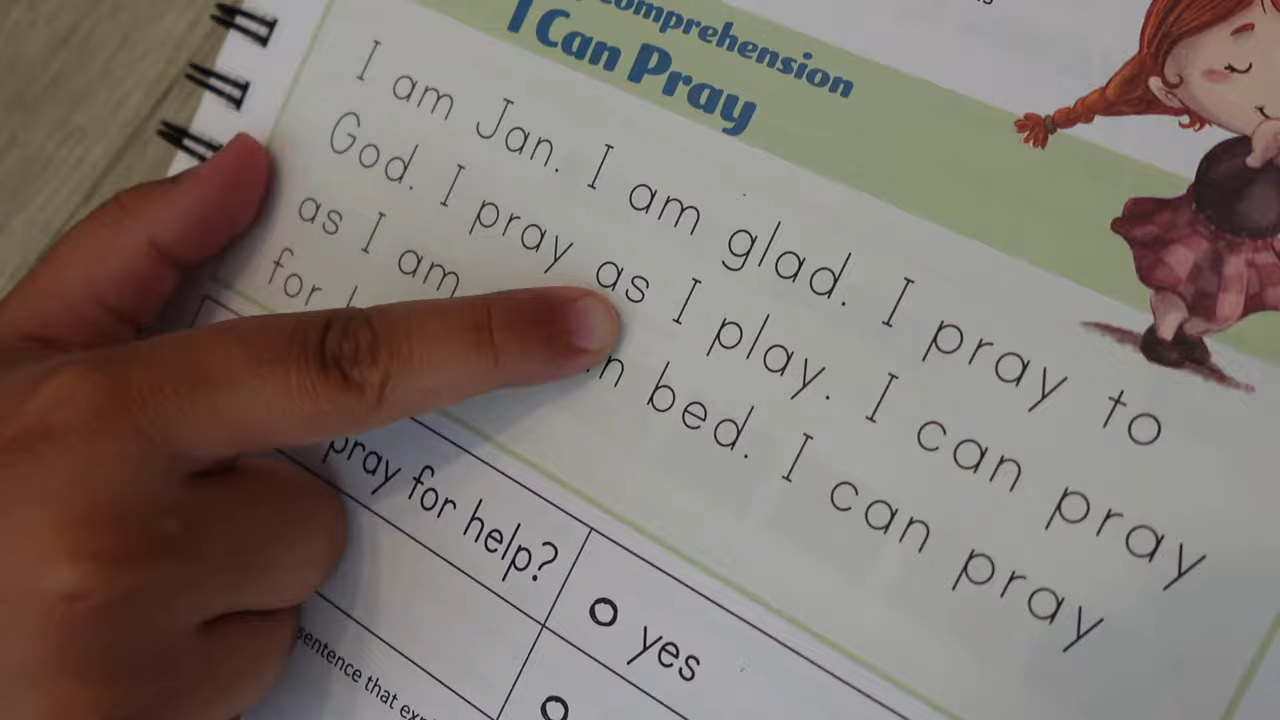 comprehension
I Can Pray
I am Jan. I am glad. I pray to
God. I pray as I play. I can pray
as I am bed. I can pray
for
pray for help?
yes
sentence that